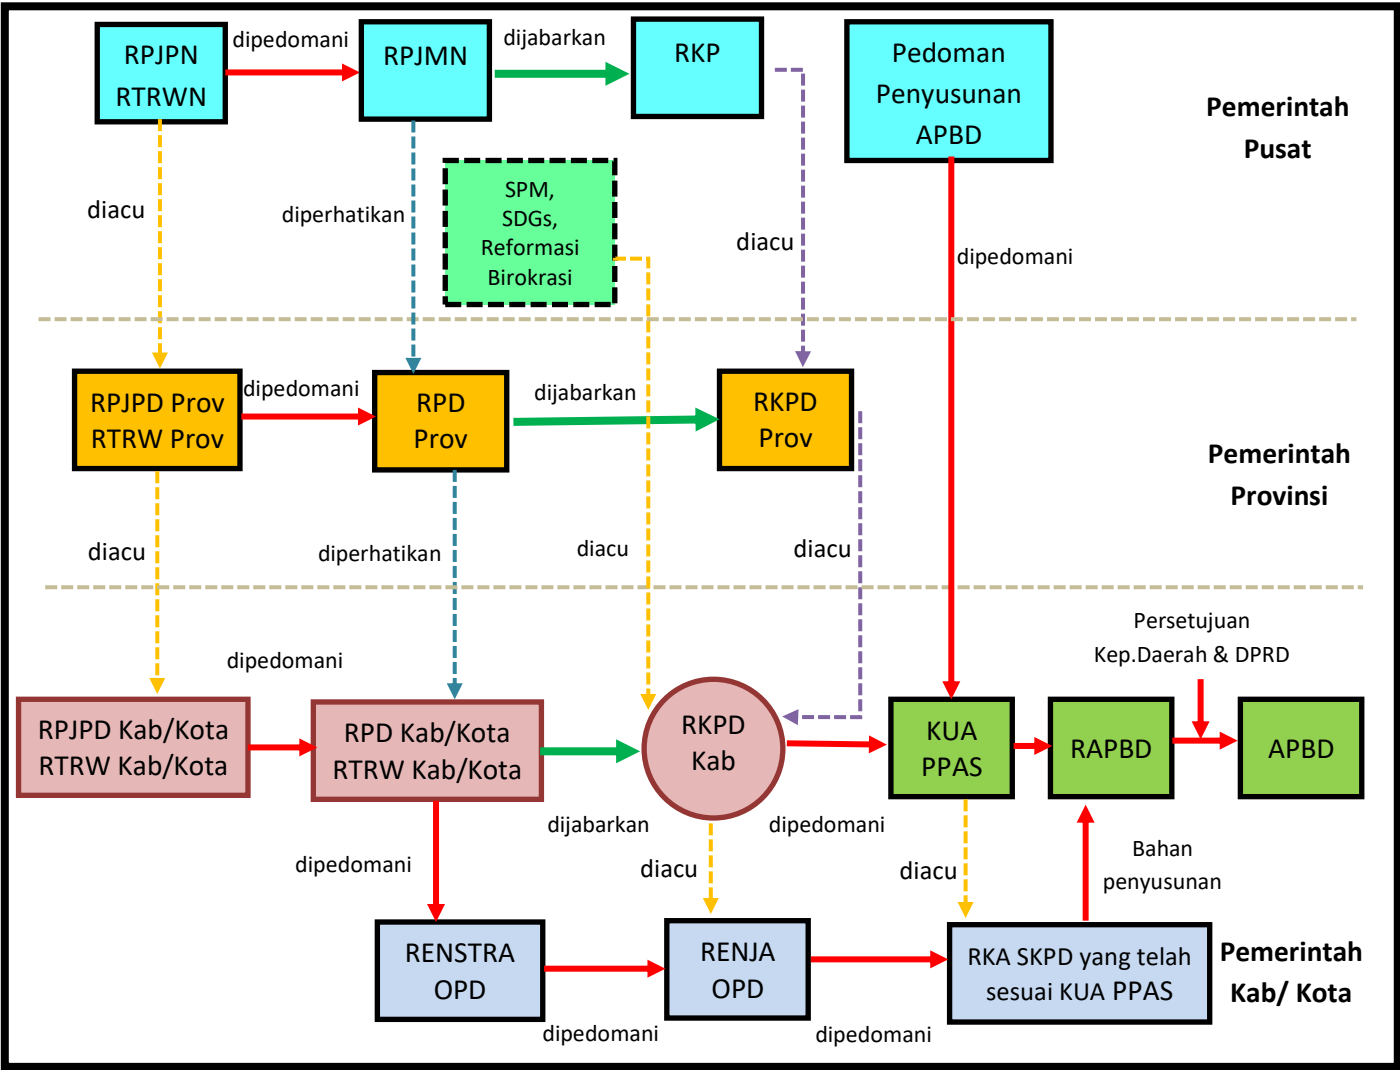 RPJPN
RTRWN
dipedomani
RPJMN
dijabarkan
RKP
Pedoman
Penyusunan
APBD
Pemerintah
Pusat
diacu
diperhatikan
SPM,
SDGs,
Reformasi
Birokrasi
diacu
dipedomani
RPJPD Prov
RTRW Prov
dipedomani
RPD
Prov
dijabarkan
RKPD
Prov
Pemerintah
Provinsi
diacu
diperhatikan
diacu
diacu
Persetujuan
Kep.Daerah & DPRD
dipedomani
RPJPD Kab/Kota
RTRW Kab/Kota
RPD Kab/Kota
RTRW Kab/Kota
RKPD
Kab
KUA
PPAS
RAPBD
APBD
dijabarkan
dipedomani
dipedomani
diacu
diacu
Bahan
penyusunan
RENSTRA
OPD
RENJA
OPD
RKA SKPD yang telah
sesuai KUA PPAS
Pemerintah
Kab/ Kota
dipedomani
dipedomani